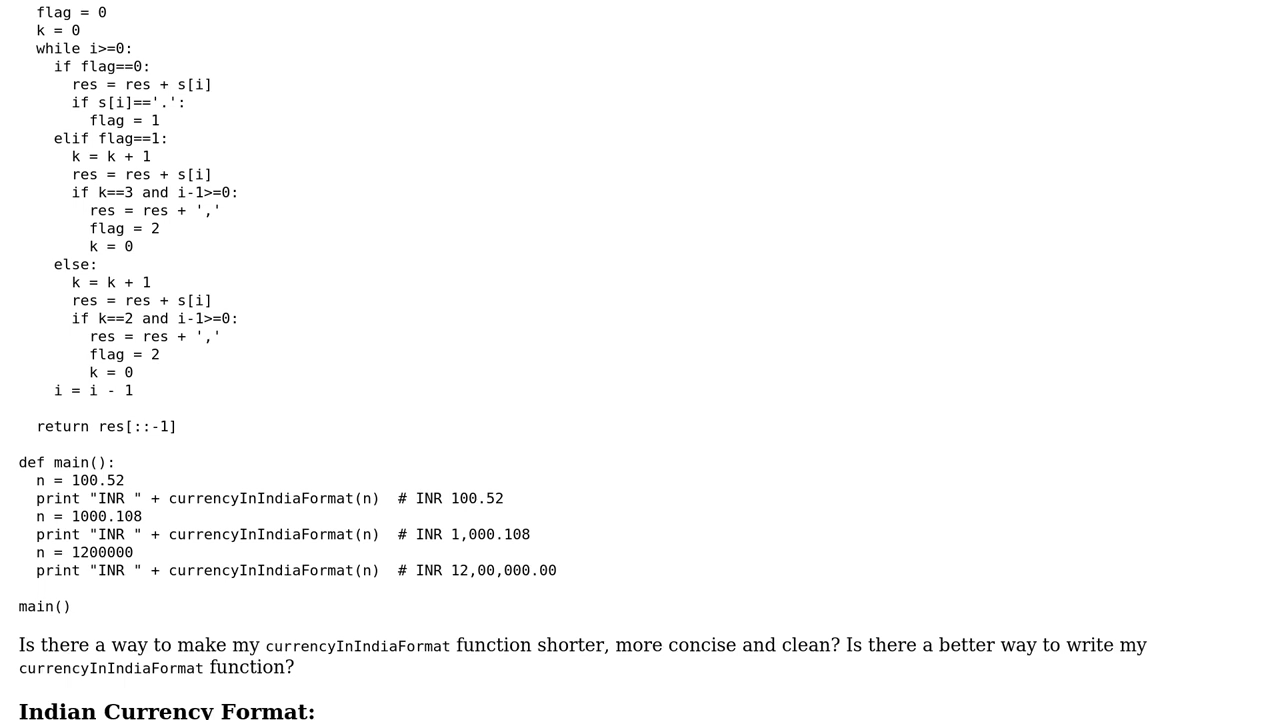 flag = 0
k = 0
while i>=0:
if flag==0:
res = res + s[i]
if s[i]=='.':
flag = 1
elif flag==1:
k = k + 1
res = res + s[i]
if k==3 and i-1>=0:
res = res + ','
flag = 2
k = 0
else:
k = k + 1
res = res + s[i]
if k==2 and i-1>=0:
res = res + ','
flag = 2
k = 0
i = i - 1
return res[::-1]
def main():
n = 100.52
print "INR " + currencyInIndiaFormat(n)  # INR 100.52
n = 1000.108
print "INR " + currencyInIndiaFormat(n)  # INR 1,000.108
n = 1200000
print "INR " + currencyInIndiaFormat(n)  # INR 12,00,000.00
main()
Is there a way to make my currencyInIndiaFormat function shorter, more concise and clean? Is there a better way to write my
currencyInIndiaFormat function?
Indian Currency Format: